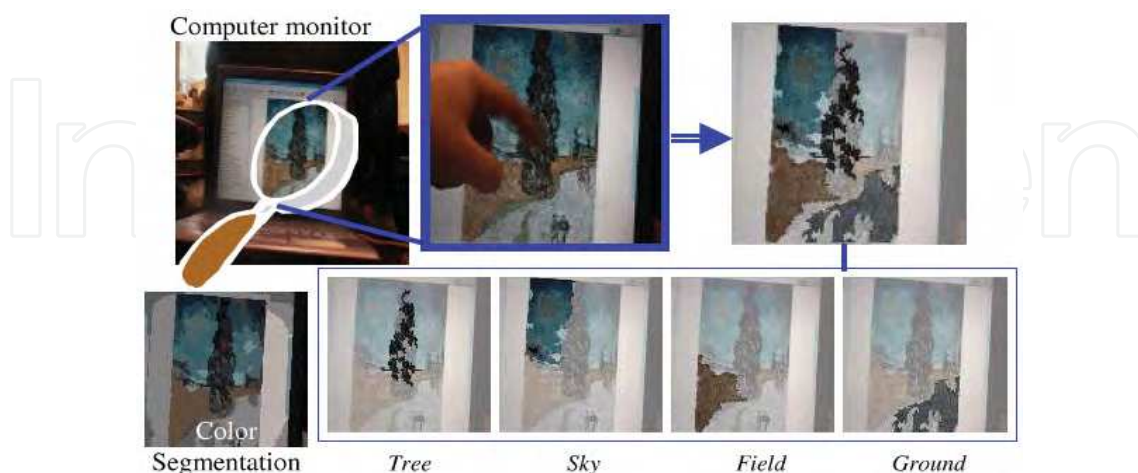 Computer monitor
Color
Segmentation
Tree
Sky
Field
Ground